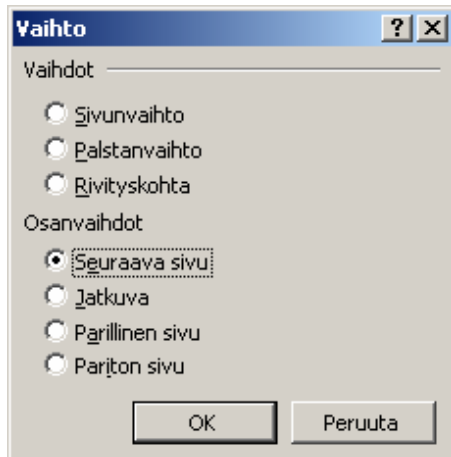 Vaihto
Vaihdot
Sivunvaihto
Palstanvaihto
Rivityskohta
Osanvaihdot
Seuraava sivu
Jatkuva
Parillinen sivu
Pariton sivu
OK Peruuta